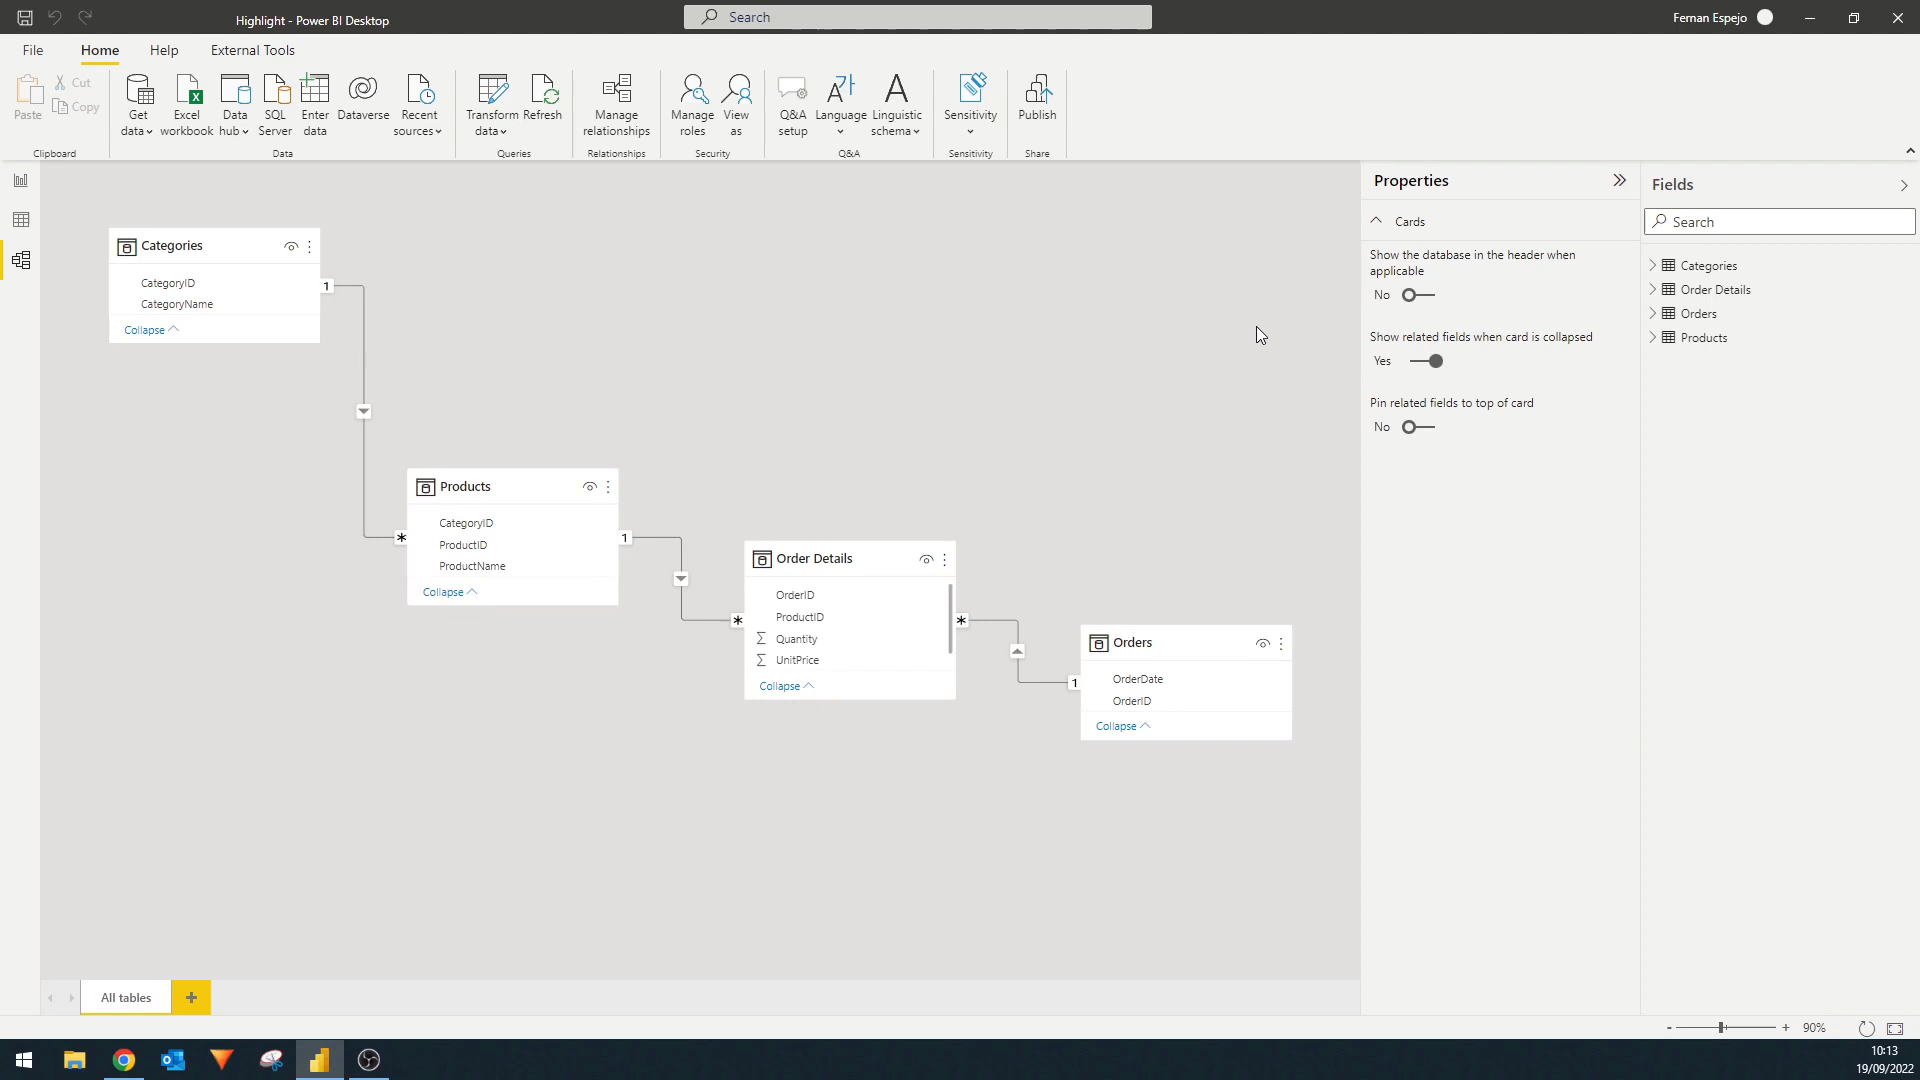 Highlight - Power BI Desktop
Search
Fernan Espejo
File
Home
Help
External Tools
Paste
Cut
Copy
Clipboard
Get
data
Excel
workbook
Data
hub
SQL
Server
Enter
data
Dataverse
Recent
sources
Data
Transform
data
Refresh
Queries
Manage
relationships
Relationships
Manage
roles
View
as
Security
Q&A
setup
Language
Linguistic
schema
Q&A
Sensitivity
Sensitivity
Publish
Share
Categories
CategoryID
CategoryName
Collapse
1
*
Products
CategoryID
ProductID
ProductName
Collapse
1
*
Order Details
OrderID
ProductID
Σ Quantity
Σ UnitPrice
Collapse
*
1
Orders
OrderDate
OrderID
Collapse
Properties
Cards
Show the database in the header when
applicable
No
Show related fields when card is collapsed
Yes
Pin related fields to top of card
No
Fields
Search
Categories
Order Details
Orders
Products
All tables
+
- + 90%
10:13
19/09/2022